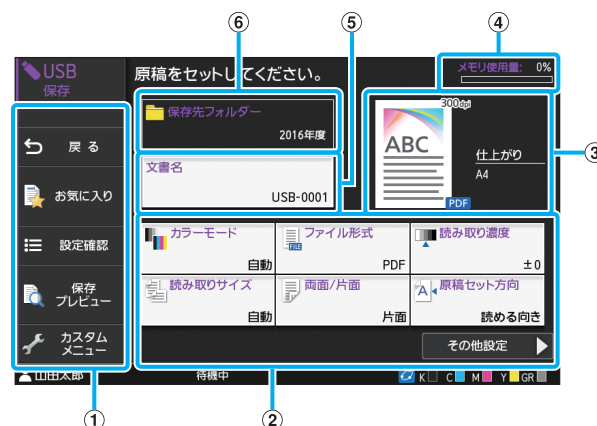 ⑥
⑤
④
USB
保存
原稿をセットしてください。
メモリ使用量: 0%
保存先フォルダー
2016年度
文書名
USB-0001
300dpi
ABC
PDF
仕上がり
A4
③
戻る
お気に入り
設定確認
保存
プレビュー
カスタム
メニュー
カラーモード
自動
ファイル形式
FILE
PDF
読み取り濃度
±0
読み取りサイズ
自動
両面/片面
片面
A
原稿セット方向
読める向き
その他設定
山田太郎
待機中
K C M Y GR
①
②